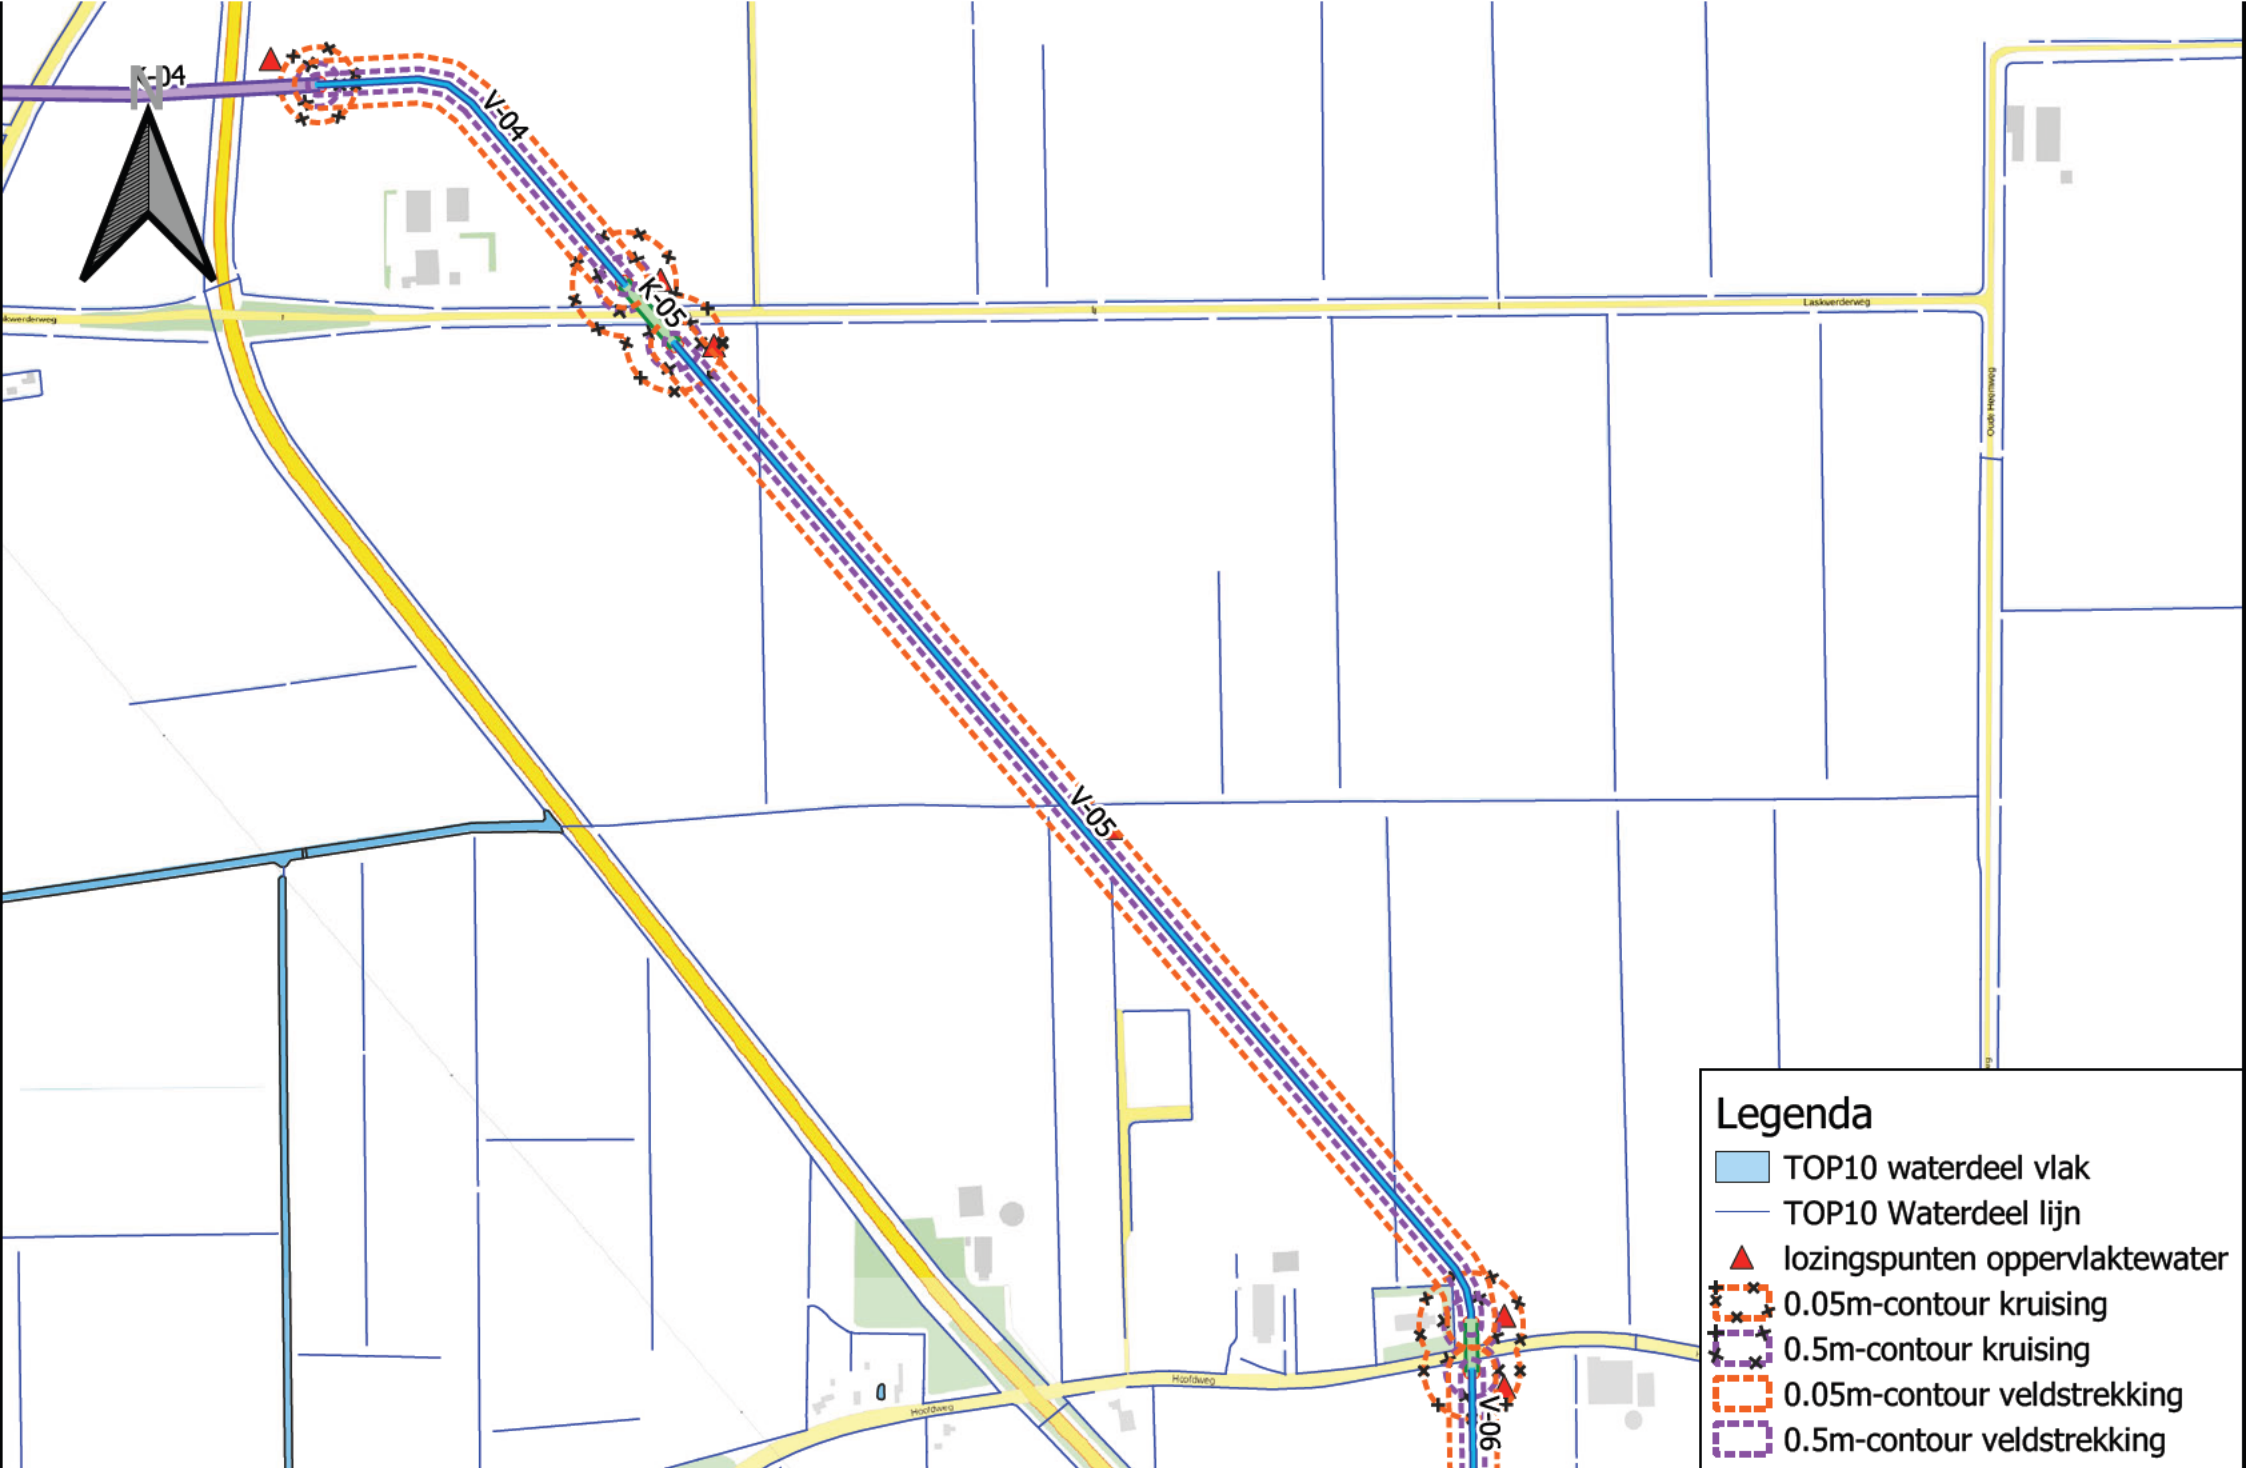 K-04
N
V-04
K-05
Laskwerderweg
kwerderweg
Oude Heemweg
V-05
Hoofdweg
Hoofdweg
V-06
Legenda
TOP10 waterdeel vlak
TOP10 Waterdeel lijn
lozingspunten oppervlaktewater
0.05m-contour kruising
0.5m-contour kruising
0.05m-contour veldstrekking
0.5m-contour veldstrekking